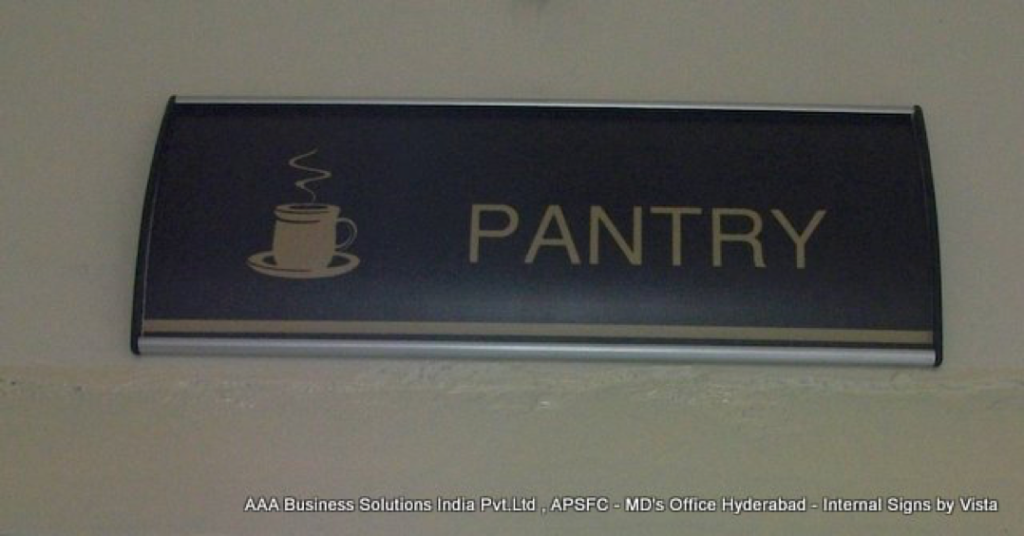 PANTRY
AAA Business Solutions India Pvt.Ltd , APSFC - MD's Office Hyderabad - Internal Signs by Vista